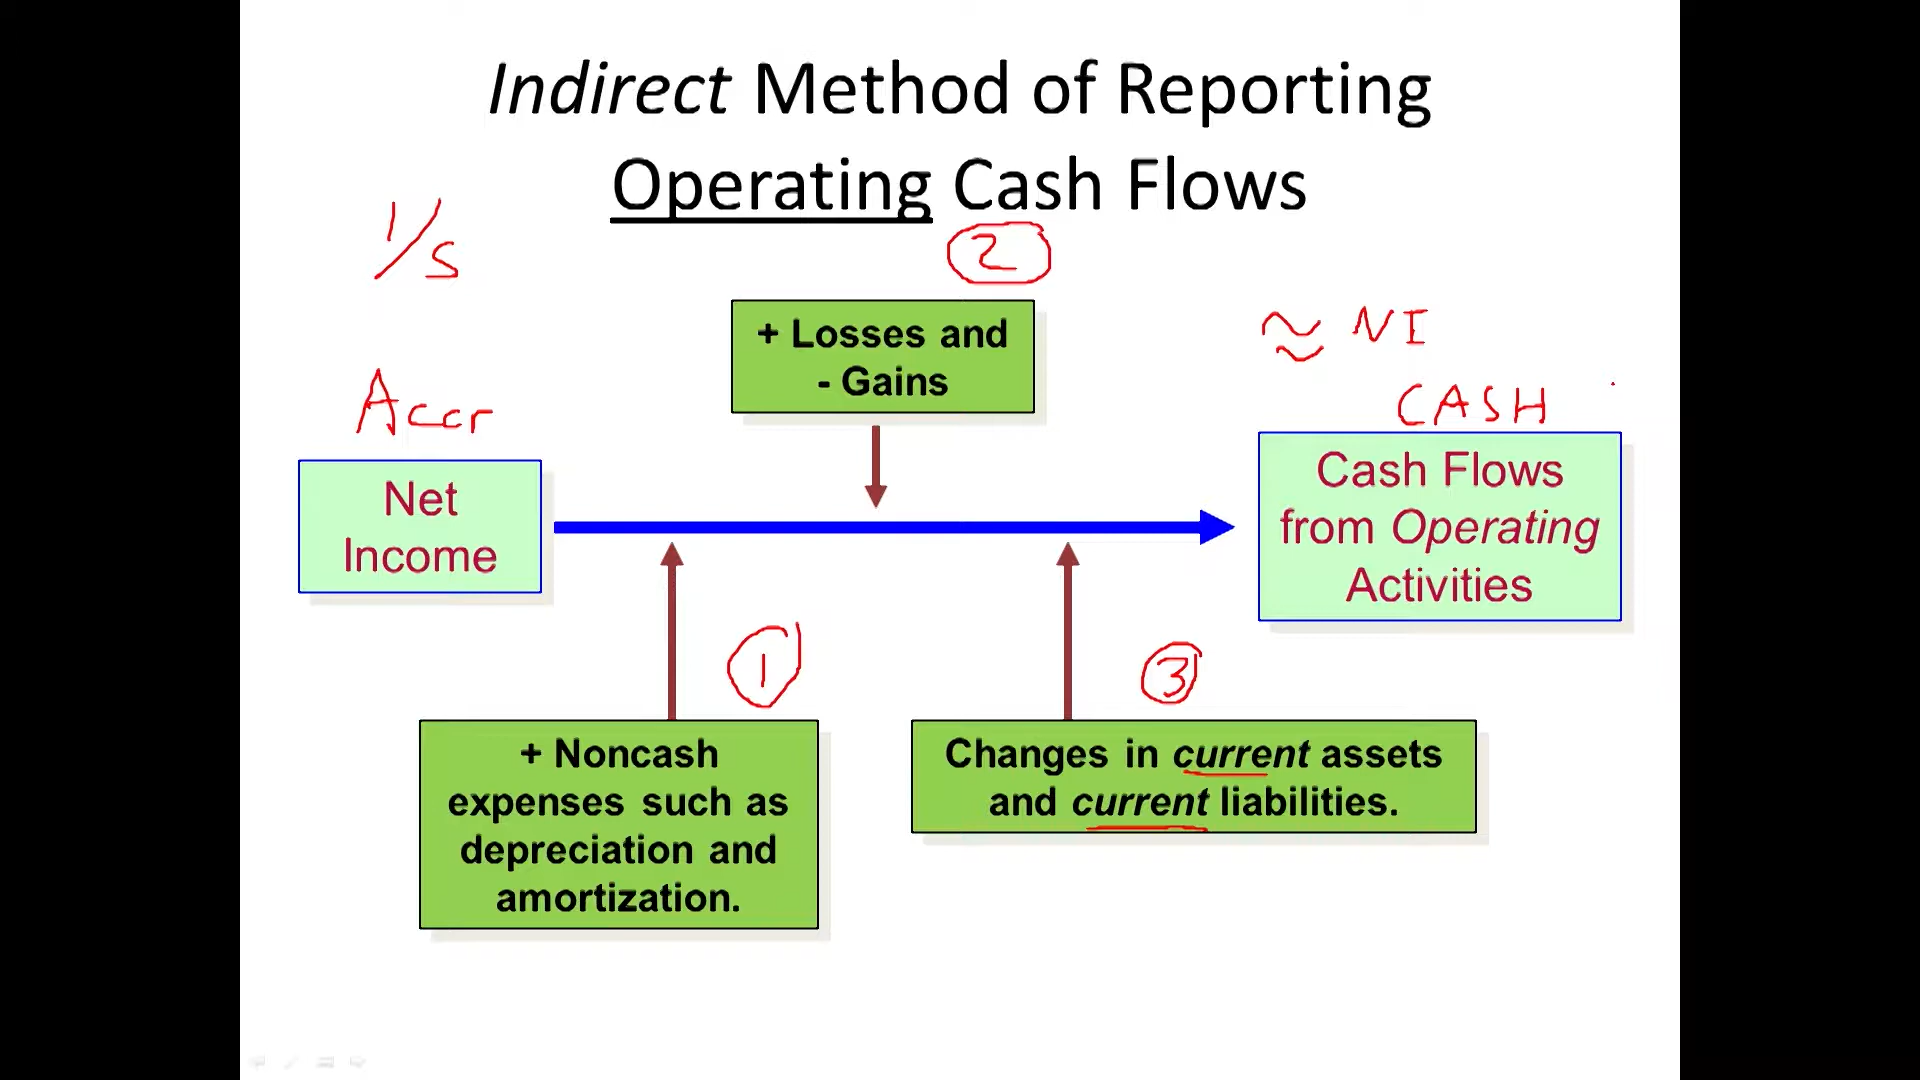 Indirect Method of Reporting
Operating Cash Flows
I/S
2
+ Losses and
- Gains
≈ NI
CASH
Accr
Net
Income
Cash Flows
from Operating
Activities
1
3
+ Noncash
expenses such as
depreciation and
amortization.
Changes in current assets
and current liabilities.